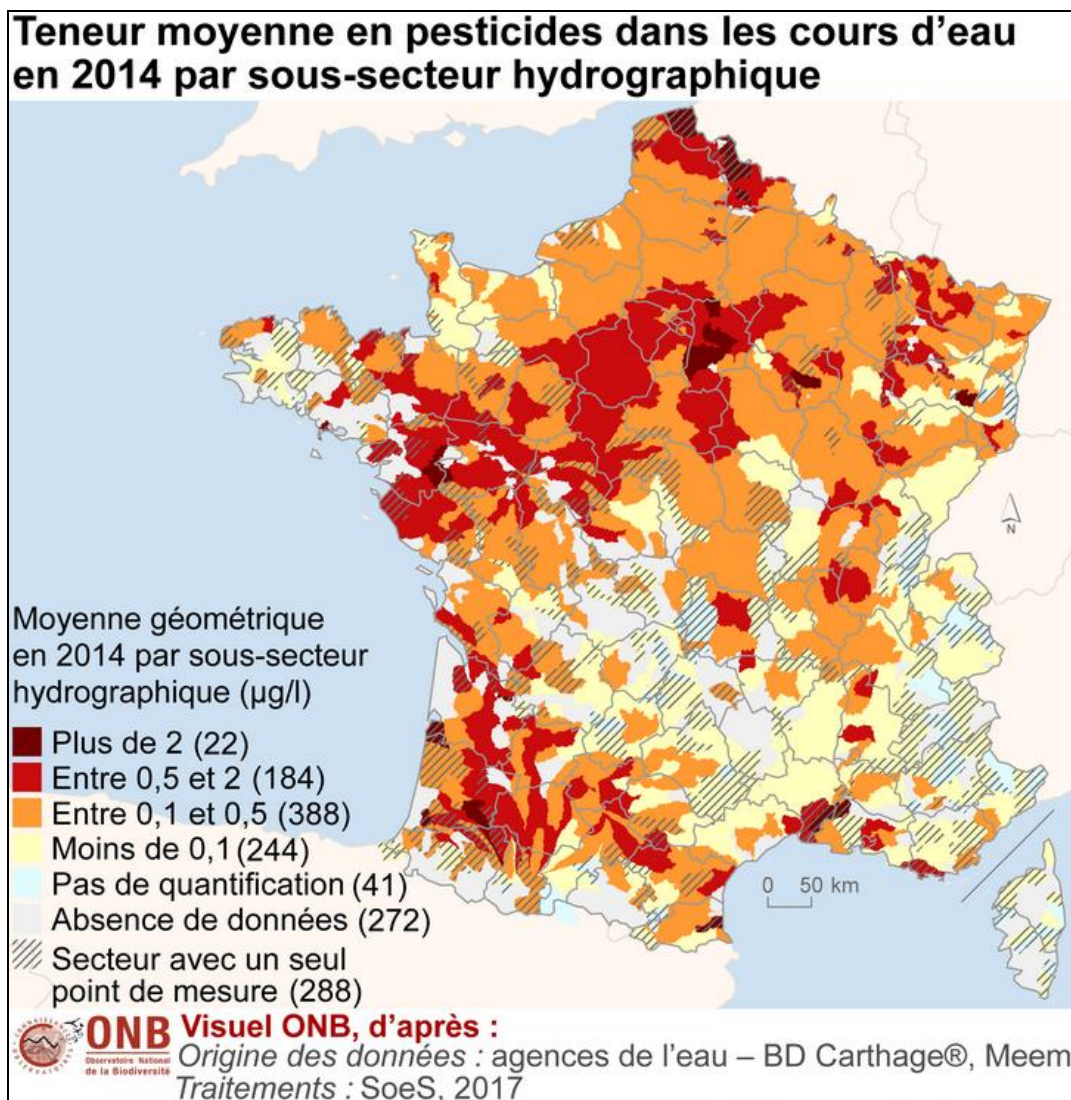 Teneur moyenne en pesticides dans les cours d'eau
en 2014 par sous-secteur hydrographique
N
Moyenne géométrique
en 2014 par sous-secteur
hydrographique (µg/l)
Plus de 2 (22)
Entre 0,5 et 2 (184)
Entre 0,1 et 0,5 (388)
Moins de 0,1 (244)
Pas de quantification (41)
Absence de données (272)
Secteur avec un seul
point de mesure (288)
0 50 km
ONB
Observatoire National
de la Biodiversité
Visuel ONB, d'après :
Origine des données : agences de l'eau – BD Carthage®, Meem
Traitements : SoeS, 2017